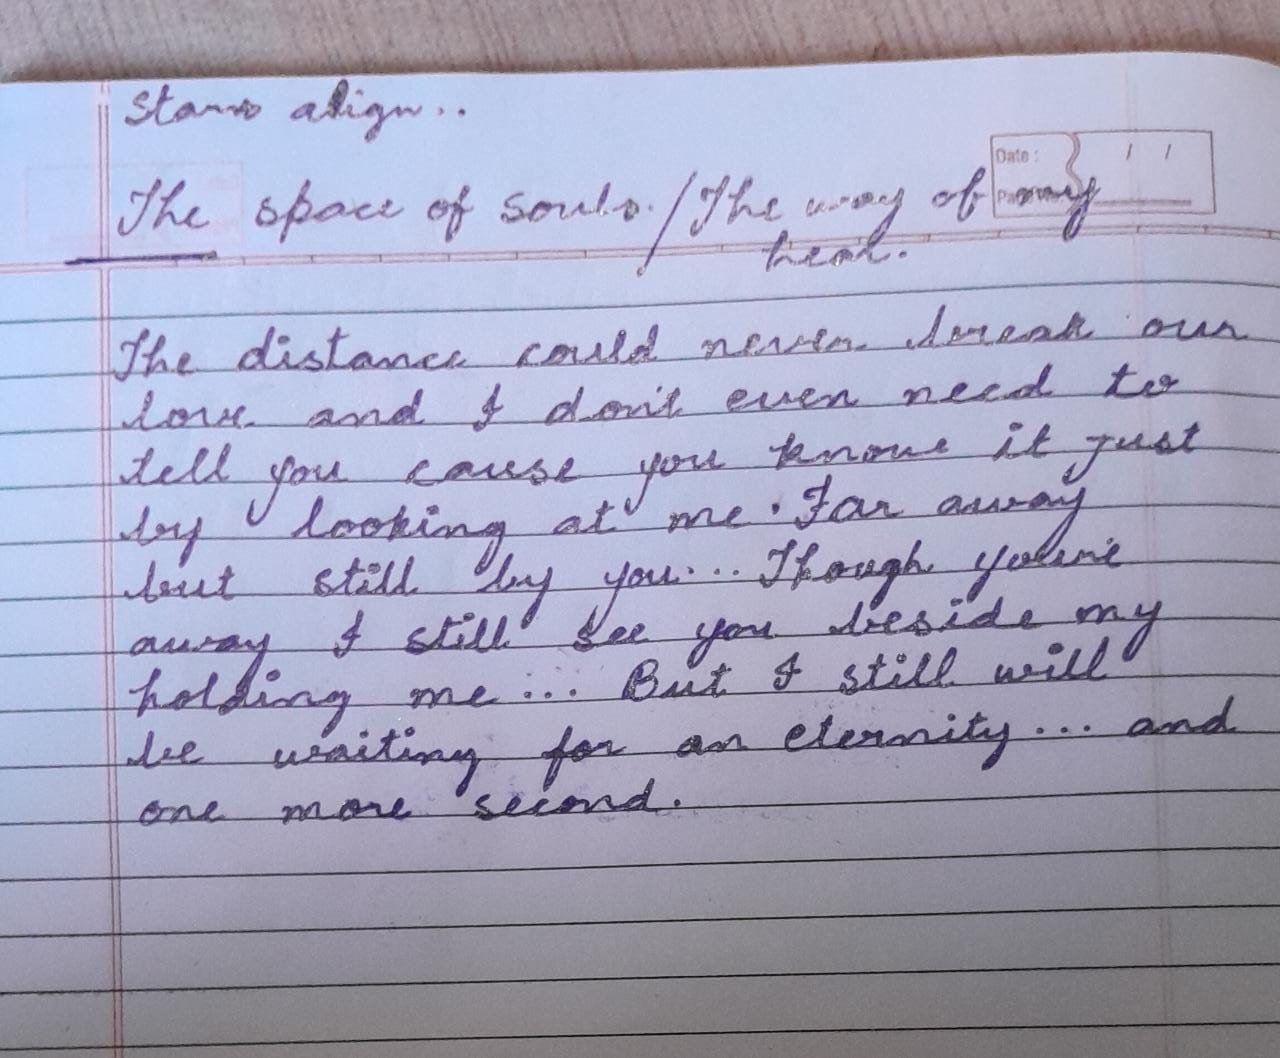 Stars align..
Date : / /
The space of souls. / The way of my
heal.
The distance could never break our
love and I don't even need to
tell you cause you know it just
by looking at me. Far away
but still by you... Though you're
away I still see you beside my
holding me... But I still will
be waiting for an eternity... and
one more second.